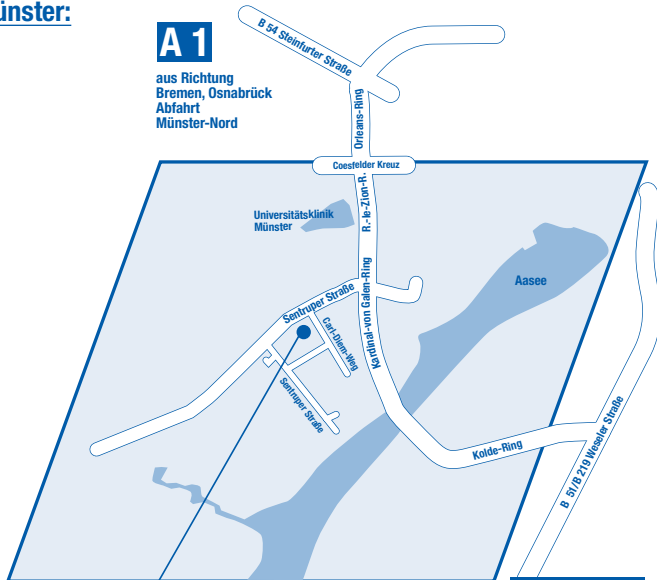 ünster:
A 1
aus Richtung
Bremen, Osnabrück
Abfahrt
Münster-Nord
B 54 Steinfurter Straße
Orleans-Ring
Coesfelder Kreuz
R.-le-Zion-R.
Universitätsklinik
Münster
Aasee
Sentruper Straße
Kardinal-von Galen-Ring
Carl-Diem-Weg
Sentruper Straße
Kolde-Ring
B 51/B 219 Weseler Straße